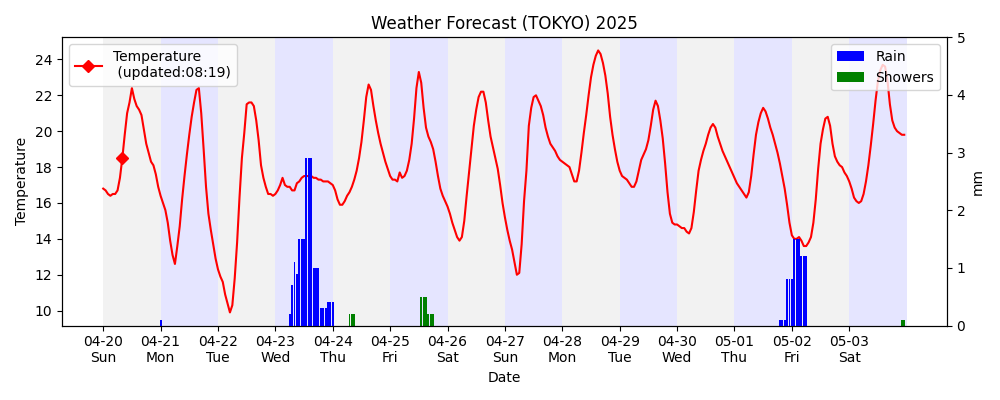 Weather Forecast (TOKYO) 2025
Temperature
(updated:08:19)
Rain
Showers
Temperature
24
22
20
18
16
14
12
10
5
4
3
2
1
0
mm
04-20 04-21 04-22 04-23 04-24 04-25 04-26 04-27 04-28 04-29 04-30 05-01 05-02 05-03
Sun Mon Tue Wed Thu Fri Sat Sun Mon Tue Wed Thu Fri Sat
Date